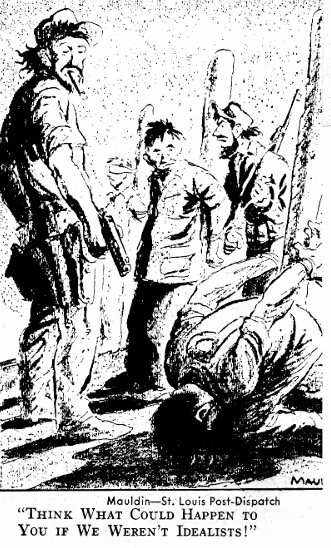 MAUL
Mauldin—St. Louis Post-Dispatch
"THINK WHAT COULD HAPPEN TO
YOU IF WE WEREN'T IDEALISTS!"